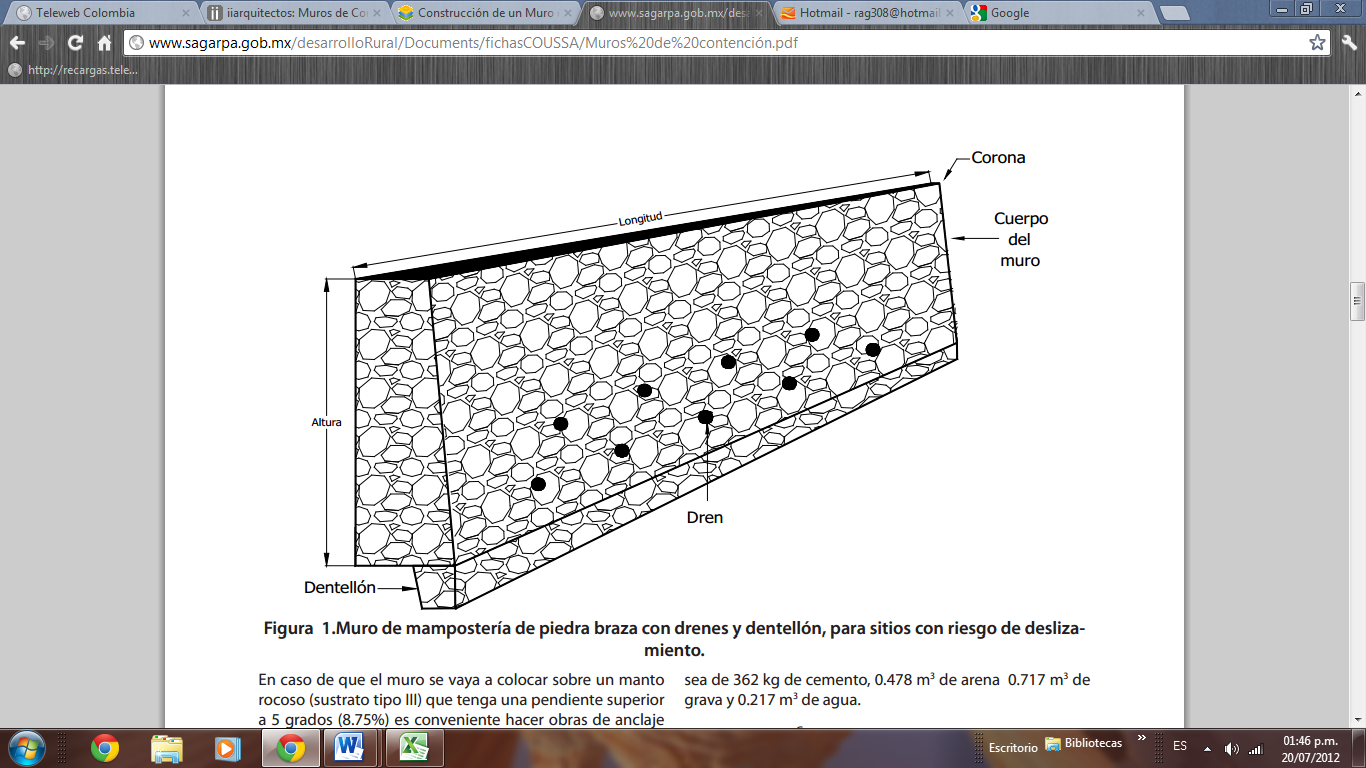 Teleweb Colombia
iiarquitectos: Muros de Co
Construcción de un Muro
www.sagarpa.gob.mx/desa
Hotmail - rag308@hotmail
Google
www.sagarpa.gob.mx/desarrolloRural/Documents/fichasCOUSSA/Muros%20de%20contención.pdf
http://recargas.tele...
Corona
Longitud
Cuerpo
del
muro
Altura
Dren
Dentellón
Figura 1.Muro de mampostería de piedra braza con drenes y dentellón, para sitios con riesgo de desliza-
miento.
En caso de que el muro se vaya a colocar sobre un manto
rocoso (sustrato tipo III) que tenga una pendiente superior
a 5 grados (8.75%) es conveniente hacer obras de anclaje
sea de 362 kg de cemento, 0.478 m³ de arena 0.717 m³ de
grava y 0.217 m³ de agua.
Escritorio
Bibliotecas
»
ES
01:46 p.m.
20/07/2012